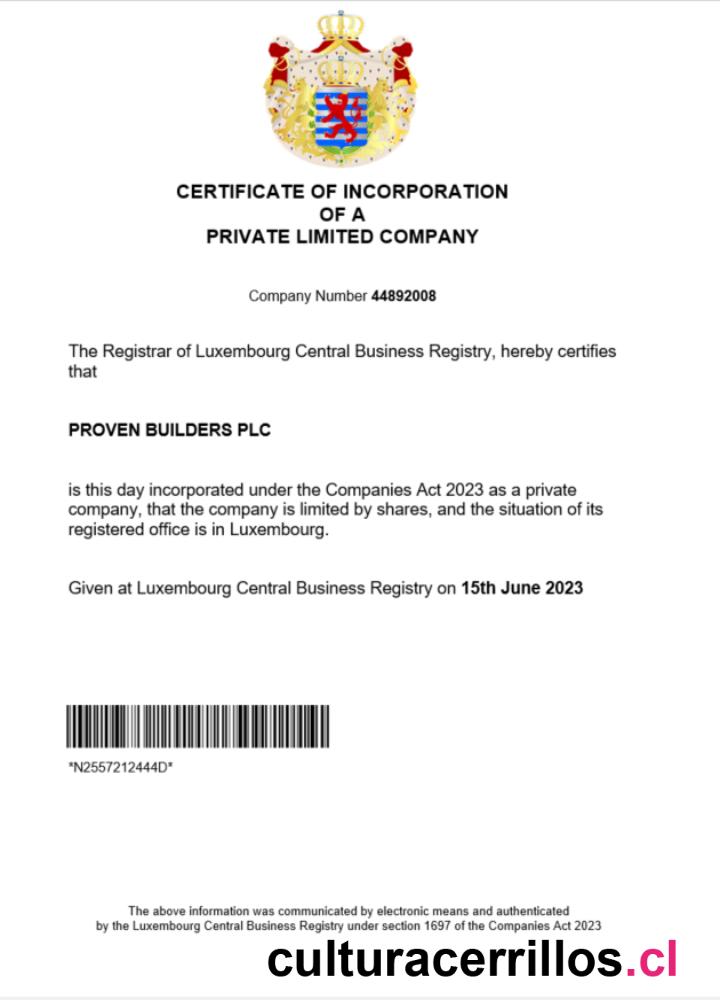 CERTIFICATE OF INCORPORATION
OF A
PRIVATE LIMITED COMPANY
Company Number 44892008
The Registrar of Luxembourg Central Business Registry, hereby certifies
that
PROVEN BUILDERS PLC
is this day incorporated under the Companies Act 2023 as a private
company, that the company is limited by shares, and the situation of its
registered office is in Luxembourg.
Given at Luxembourg Central Business Registry on 15th June 2023
*N2557212444D*
The above information was communicated by electronic means and authenticated
by the Luxembourg Central Business Registry under section 1697 of the Companies Act 2023
culturacerrillos.cl